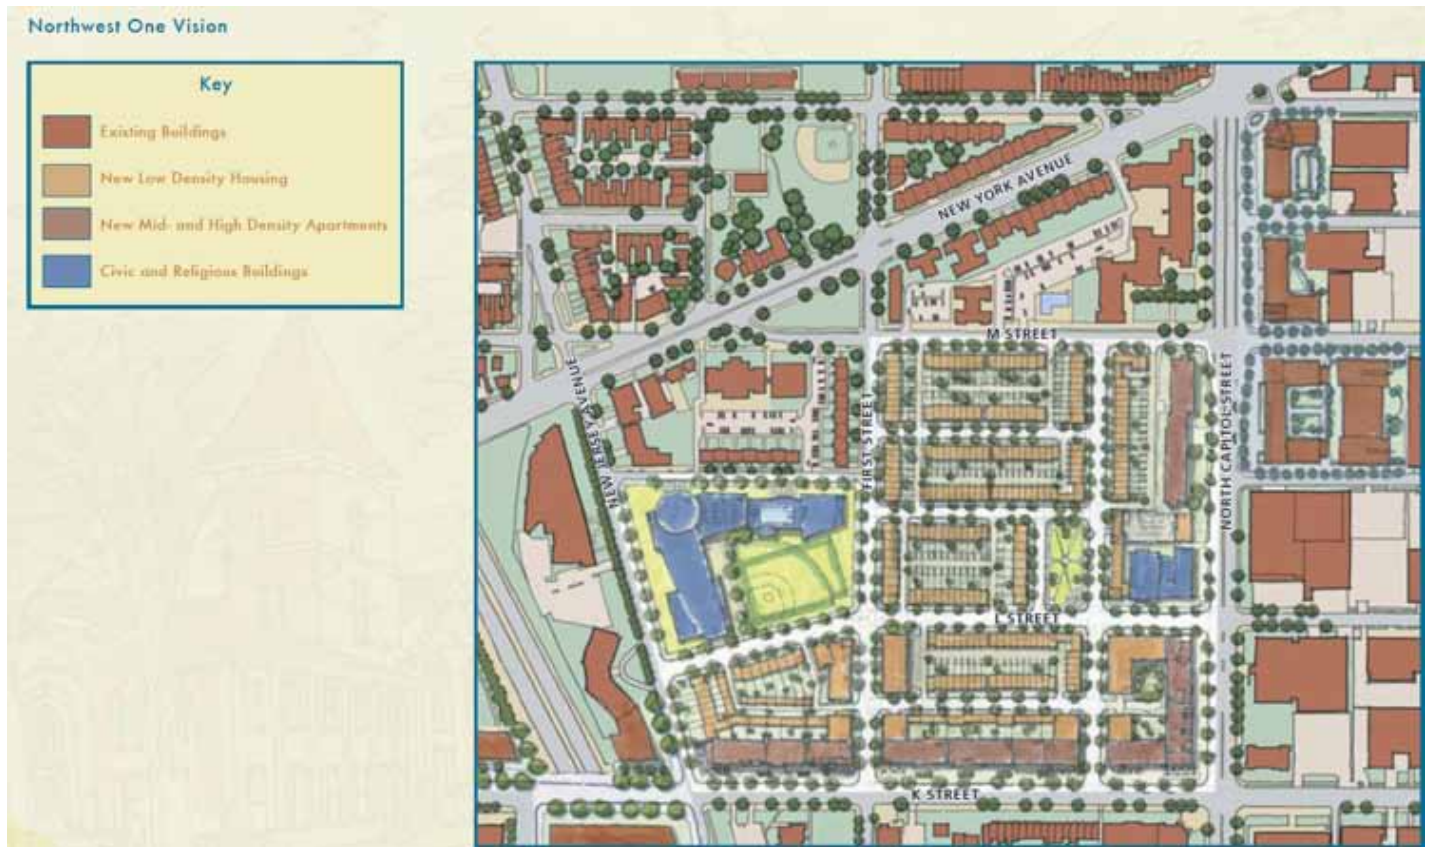 Northwest One Vision
Key
Existing Buildings
New Low Density Housing
New Mid- and High Density Apartments
Civic and Religious Buildings
NEW YORK AVENUE
M STREET
NEW JERSEY AVENUE
FIRST STREET
NORTH CAPITOL STREET
L STREET
K STREET